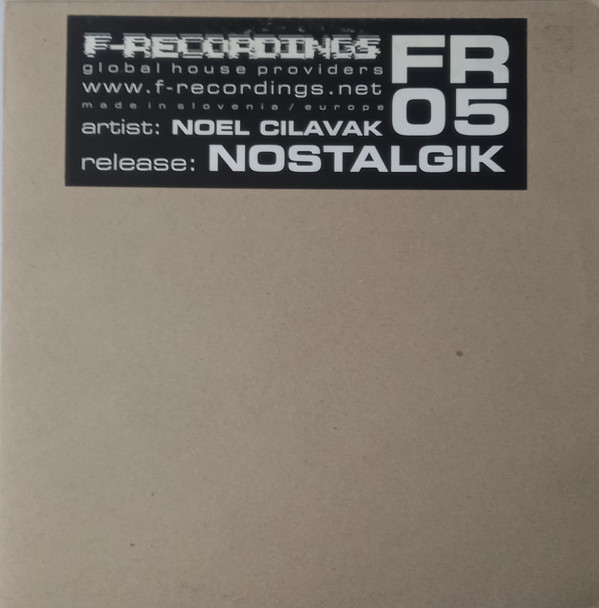 F-RECORDINGS
global house providers
www.f-recordings.net
made in slovenia / europe
artist: NOEL CILAVAK
release: NOSTALGIK
FR
05